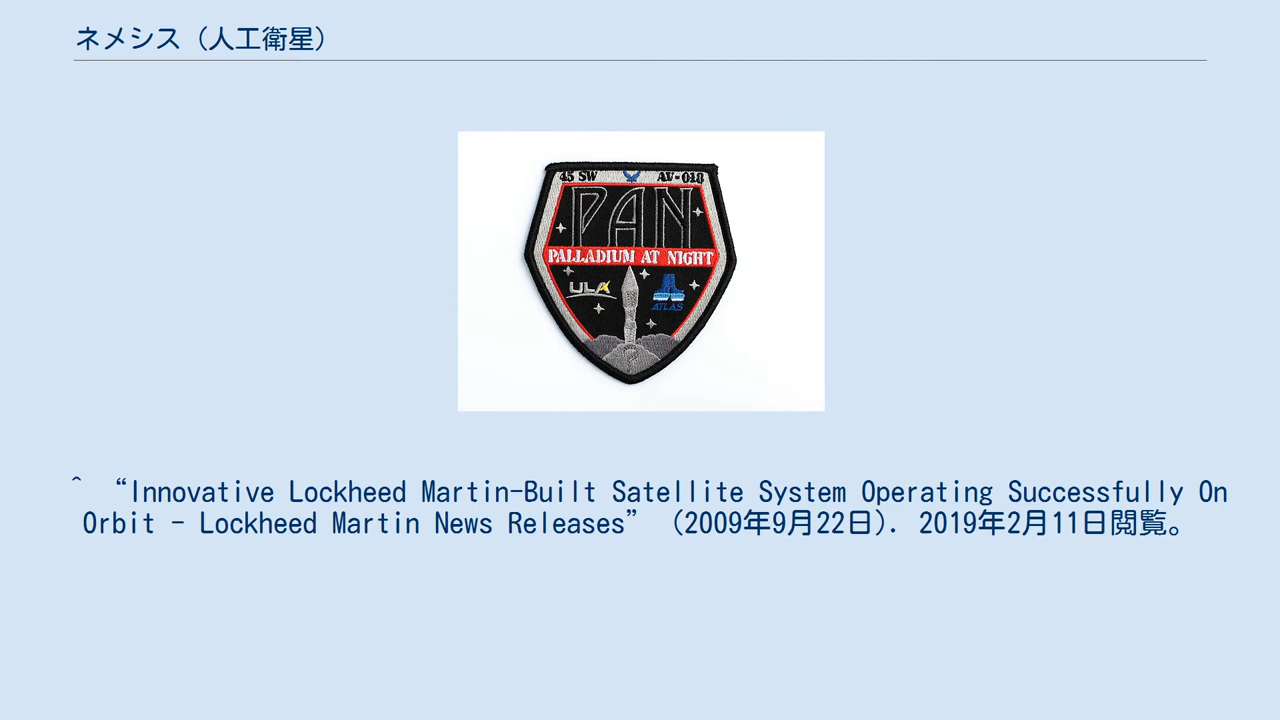 ネメシス（人工衛星）
45 SW AV-018
PAN
PALLADIUM AT NIGHT
ULA
ATLAS
^ “Innovative Lockheed Martin-Built Satellite System Operating Successfully On
Orbit - Lockheed Martin News Releases” (2009年9月22日). 2019年2月11日閲覧。